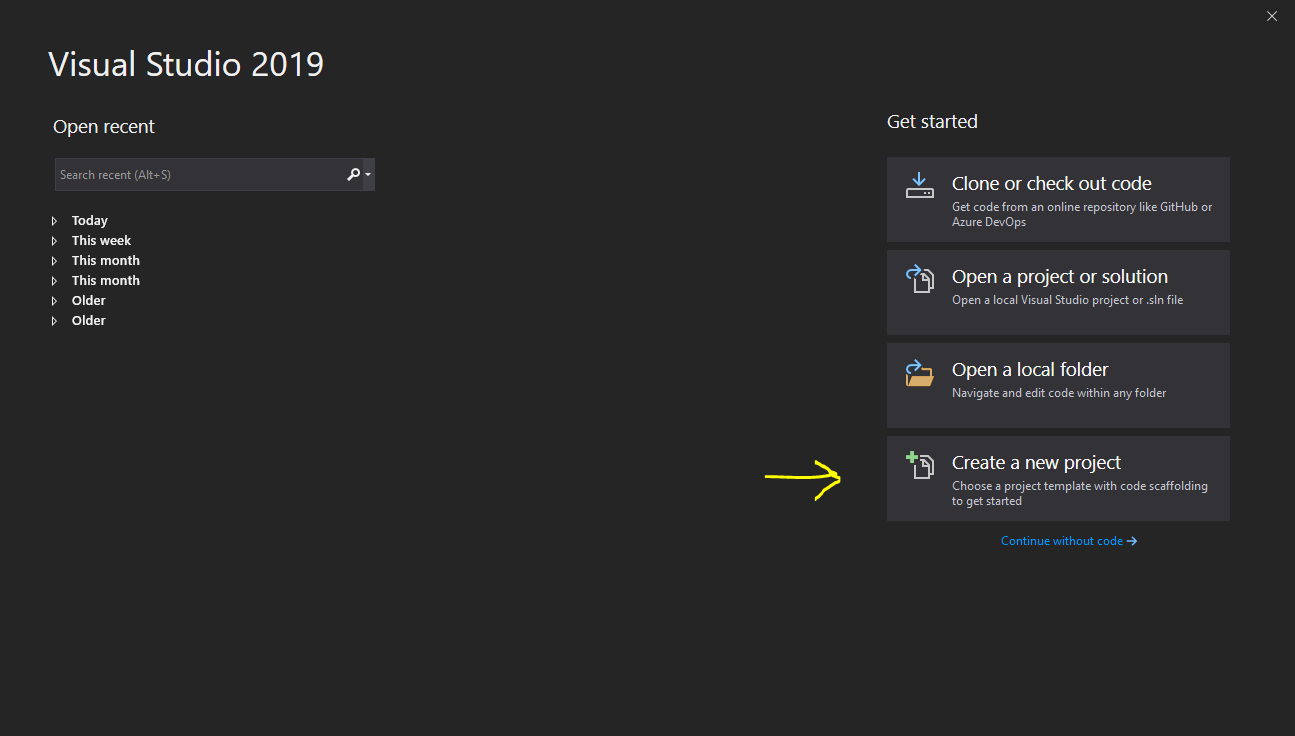 Visual Studio 2019
Open recent
Search recent (Alt+S)
Today
This week
This month
This month
Older
Older
Get started
Clone or check out code
Get code from an online repository like GitHub or
Azure DevOps
Open a project or solution
Open a local Visual Studio project or .sln file
Open a local folder
Navigate and edit code within any folder
Create a new project
Choose a project template with code scaffolding
to get started
Continue without code